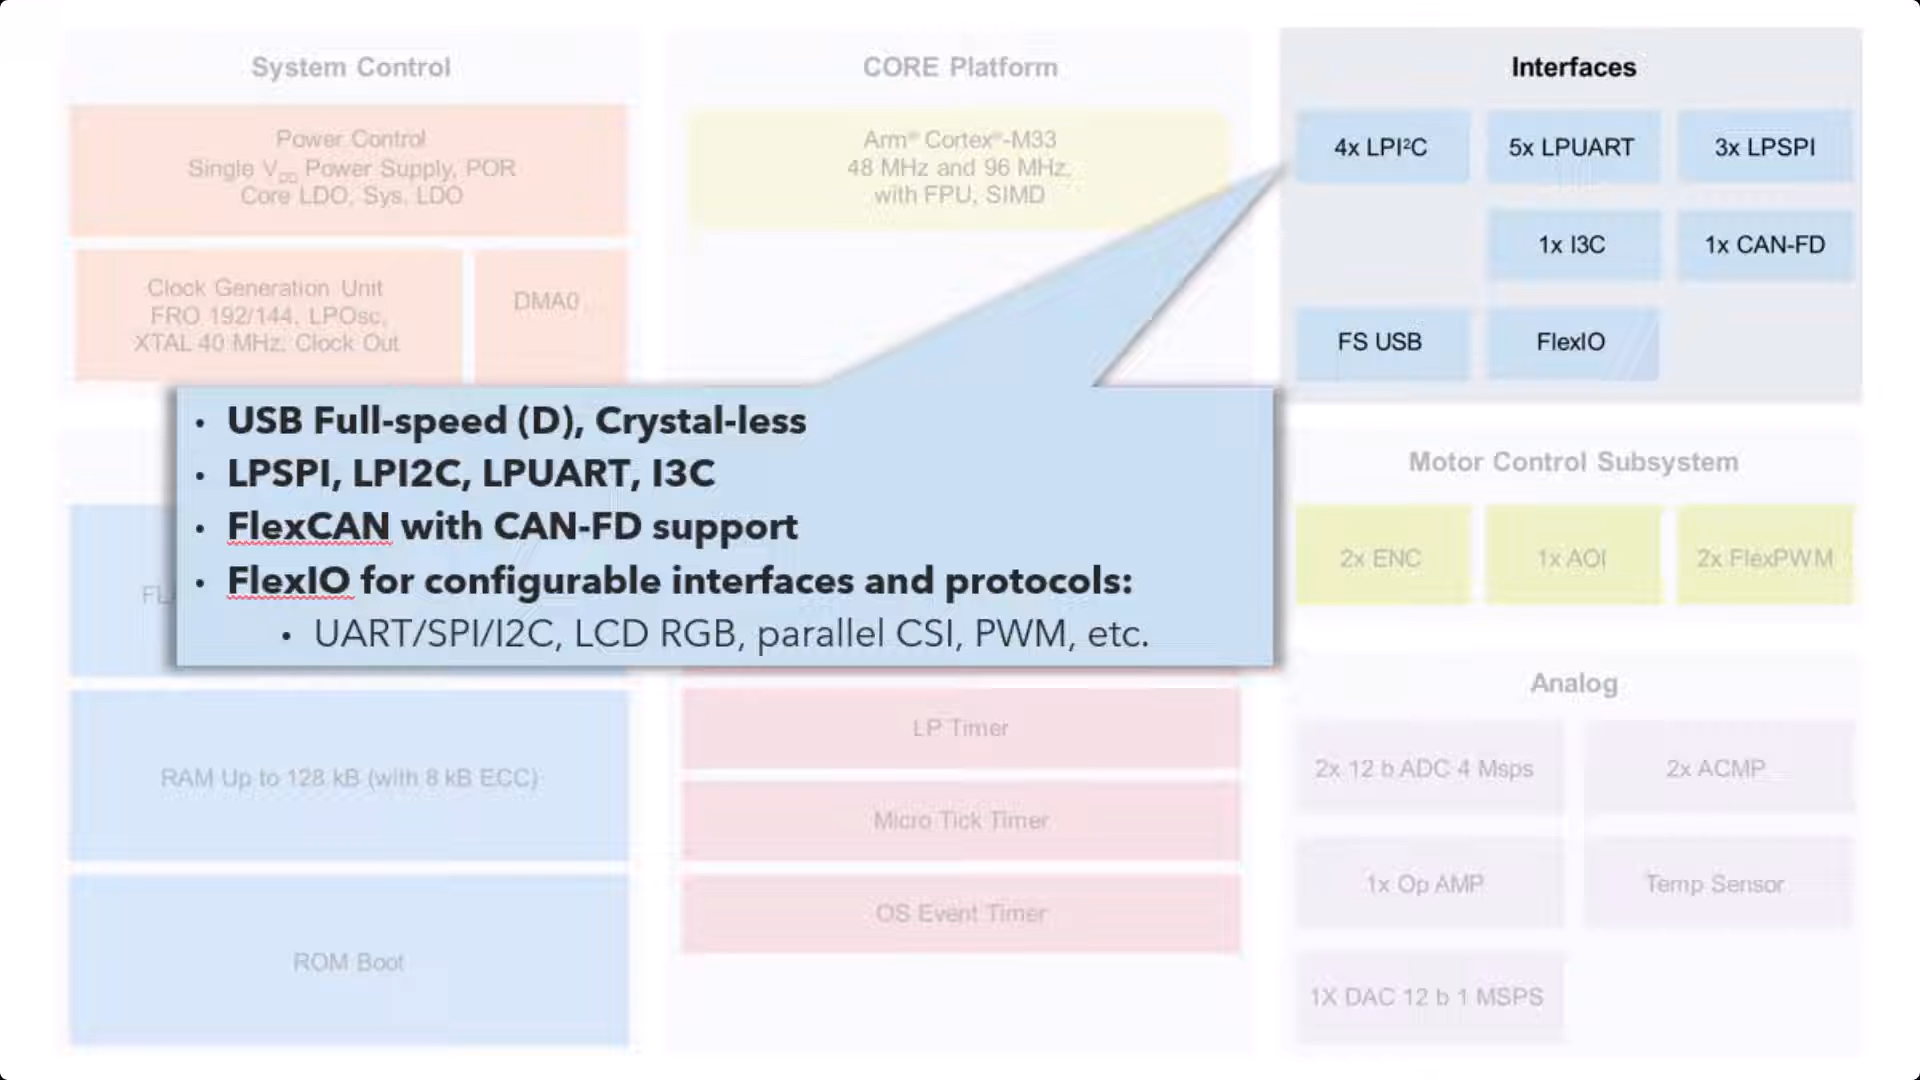 System Control
Power Control
Single VDD Power Supply, POR
Core LDO, Sys. LDO
Clock Generation Unit
FRO 192/144, LPOsc,
XTAL 40 MHz, Clock Out
DMA0
RAM Up to 128 kB (with 8 kB ECC)
ROM Boot
CORE Platform
Arm® Cortex®-M33
48 MHz and 96 MHz,
with FPU, SIMD
• USB Full-speed (D), Crystal-less
• LPSPI, LPI2C, LPUART, I3C
• FlexCAN with CAN-FD support
• FlexIO for configurable interfaces and protocols:
• UART/SPI/I2C, LCD RGB, parallel CSI, PWM, etc.
LP Timer
Micro Tick Timer
OS Event Timer
Interfaces
4x LPI²C
5x LPUART
3x LPSPI
1x I3C
1x CAN-FD
FS USB
FlexIO
Motor Control Subsystem
2x ENC
1x AOI
2x FlexPWM
Analog
2x 12 b ADC 4 Msps
2x ACMP
1x Op AMP
Temp Sensor
1X DAC 12 b 1 MSPS